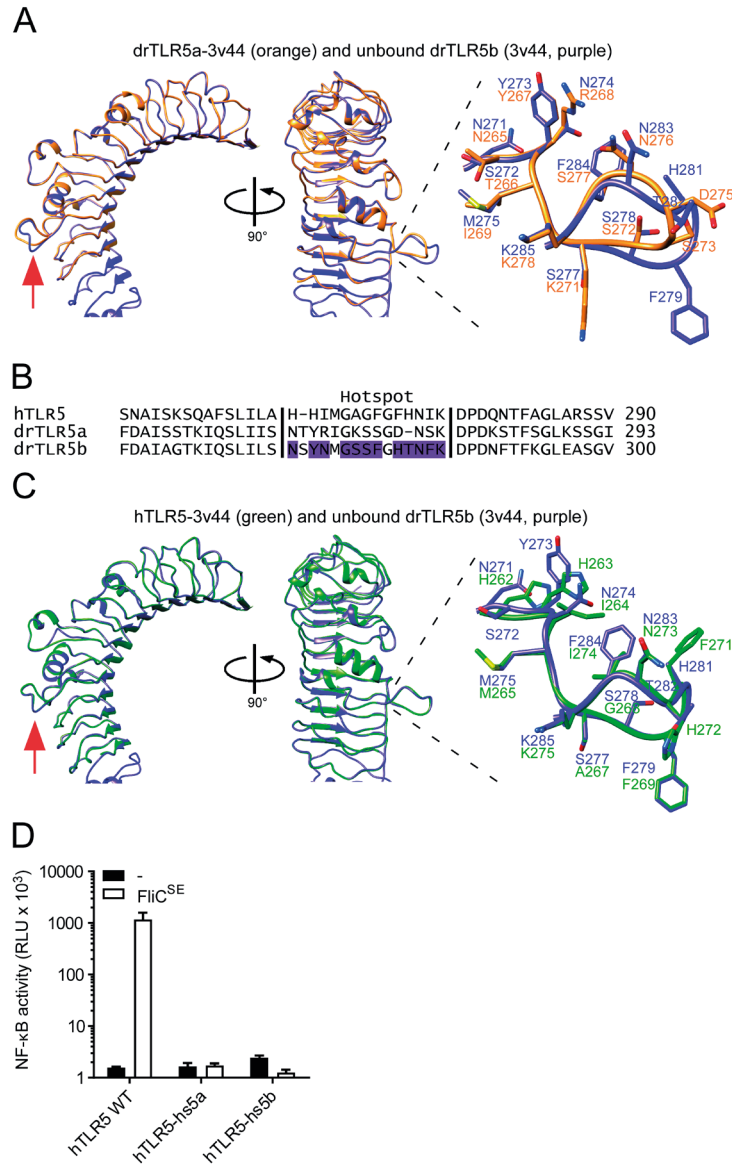 A
drTLR5a-3v44 (orange) and unbound drTLR5b (3v44, purple)
90°
Y273
Y267
N274
R268
N271
N265
N283
N276
S272
T266
F284
S277
H281
T282
D275
M275
I269
S278
S272
S273
K285
K278
S277
K271
F279
B
Hotspot
hTLR5 SNAISKSQAFSLILA H-HIMGAGFGFHNIK DPDQNTFAGLARSSV 290
drTLR5a FDAISSTKIQSLIIS NTYRIGKSSGD-NSK DPDKSTFSGLKSSGI 293
drTLR5b FDAIAGTKIQSLILS NSYNMGSSFGHTNFK DPDNFTFKGLEASGV 300
C
hTLR5-3v44 (green) and unbound drTLR5b (3v44, purple)
90°
Y273
N271
H262
H263
N274
I264
S272
F284
I274
N283
N273
F271
H281
T282
M275
M265
S278
G268
H272
K285
K275
S277
A267
F279
F269
D
NF-κB activity (RLU x 10³)
10000
1000
100
10
1
-
FliCSE
hTLR5 WT
hTLR5-hs5a
hTLR5-hs5b